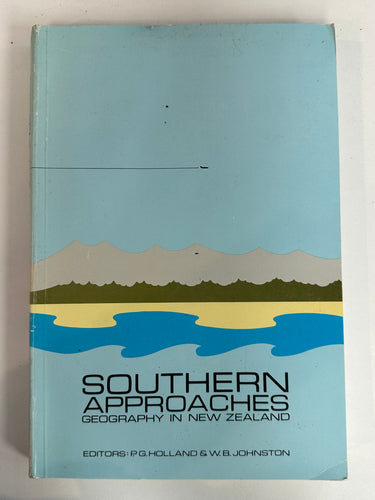 SOUTHERN
APPROACHES
GEOGRAPHY IN NEW ZEALAND
EDITORS: P.G. HOLLAND & W.B. JOHNSTON